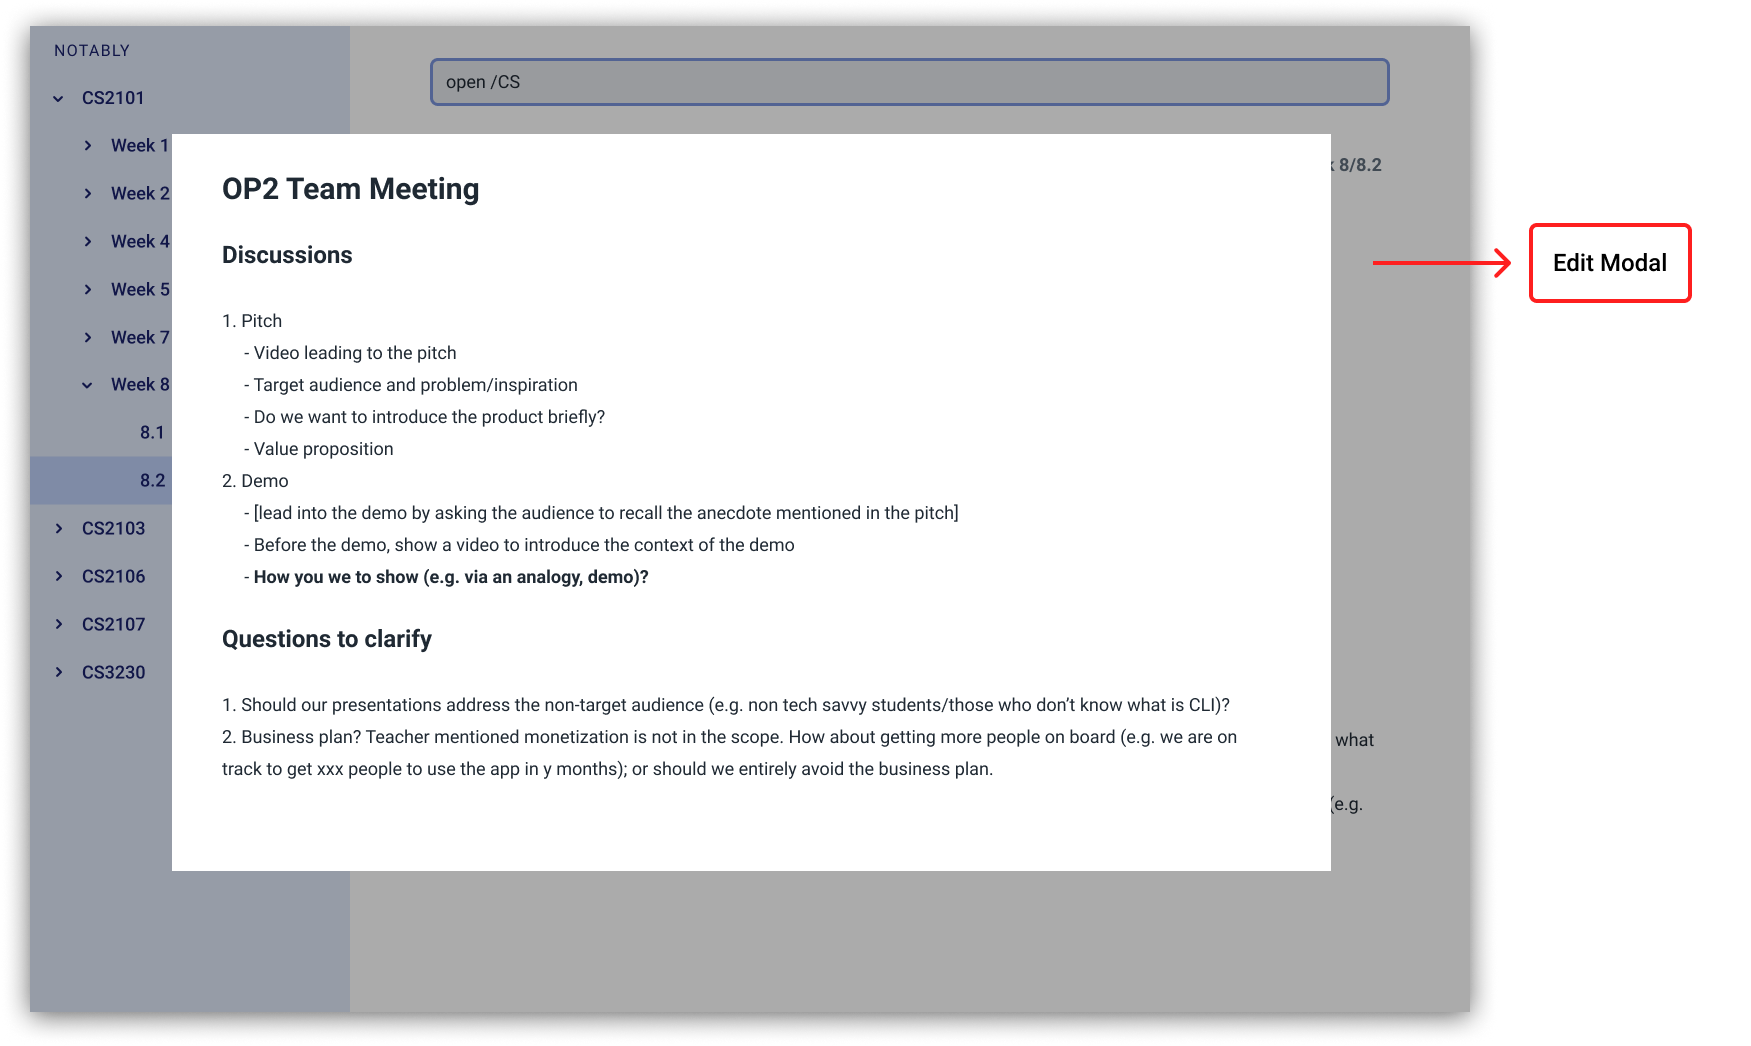 NOTABLY
CS2101
Week 1
Week 2
Week 4
Week 5
Week 7
Week 8
8.1
8.2
CS2103
CS2106
CS2107
CS3230
open /CS
8/8.2
OP2 Team Meeting
Discussions
1. Pitch
- Video leading to the pitch
- Target audience and problem/inspiration
- Do we want to introduce the product briefly?
- Value proposition
2. Demo
- [lead into the demo by asking the audience to recall the anecdote mentioned in the pitch]
- Before the demo, show a video to introduce the context of the demo
- How you we to show (e.g. via an analogy, demo)?
Questions to clarify
1. Should our presentations address the non-target audience (e.g. non tech savvy students/those who don’t know what is CLI)?
2. Business plan? Teacher mentioned monetization is not in the scope. How about getting more people on board (e.g. we are on
track to get xxx people to use the app in y months); or should we entirely avoid the business plan.
what
(e.g.
Edit Modal